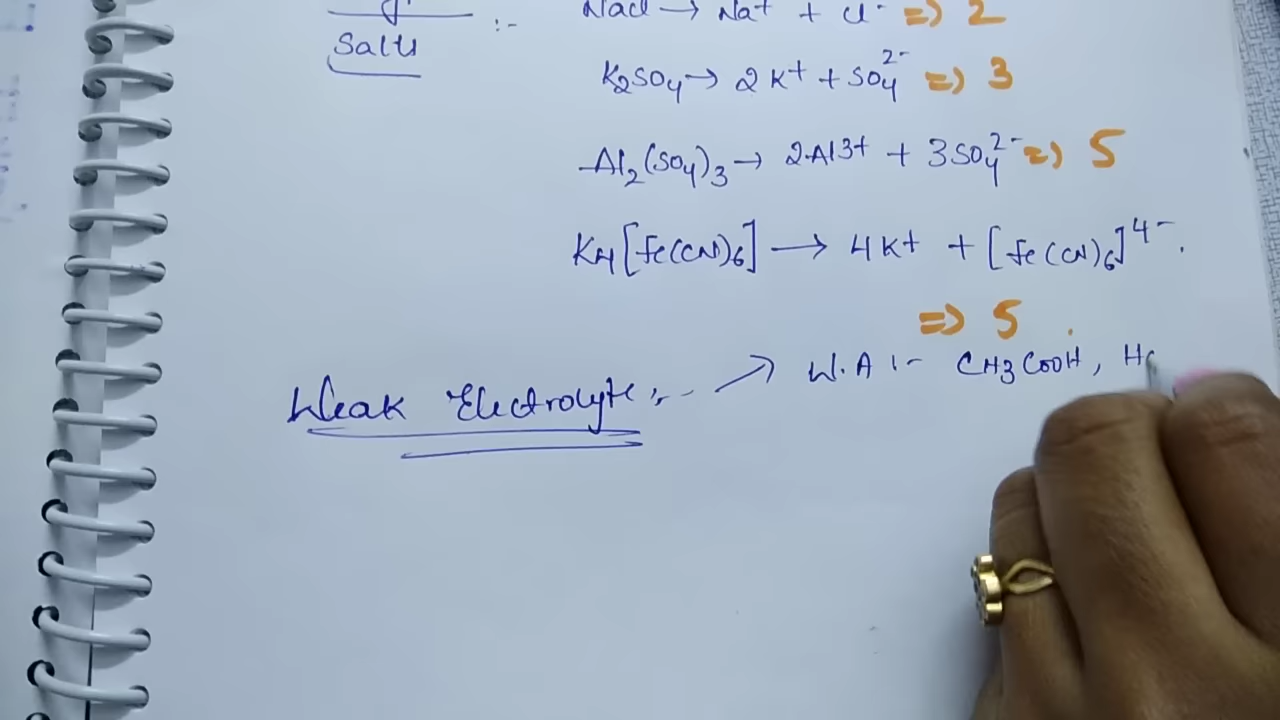 NaCl → Na+ + Cl- => 2
Salts :-
K2SO4 → 2K+ + SO4^2- => 3
Al2(SO4)3 → 2Al3+ + 3SO4^2- => 5
K4[Fe(CN)6] → 4K+ + [Fe(CN)6]^4-.
=> 5
Weak Electrolyte :- → W.A :- CH3COOH, HC